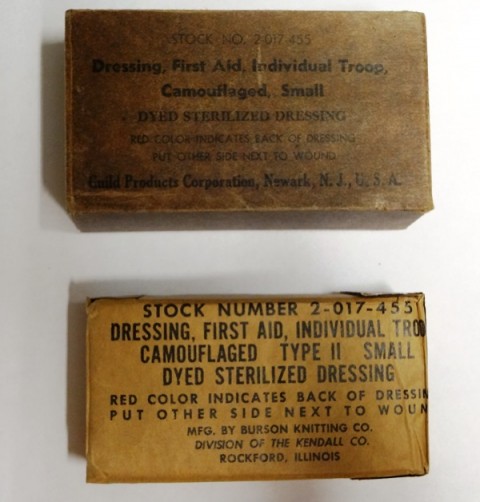 STOCK NO. 2-017-455
Dressing, First Aid, Individual Troop,
Camouflaged, Small
DYED STERILIZED DRESSING
RED COLOR INDICATES BACK OF DRESSING
PUT OTHER SIDE NEXT TO WOUND
Guild Products Corporation, Newark, N. J., U. S. A.
STOCK NUMBER 2-017-455
DRESSING, FIRST AID, INDIVIDUAL TROO
CAMOUFLAGED TYPE II SMALL
DYED STERILIZED DRESSING
RED COLOR INDICATES BACK OF DRESSIN
PUT OTHER SIDE NEXT TO WOUN
MFG. BY BURSON KNITTING CO.
DIVISION OF THE KENDALL CO.
ROCKFORD, ILLINOIS